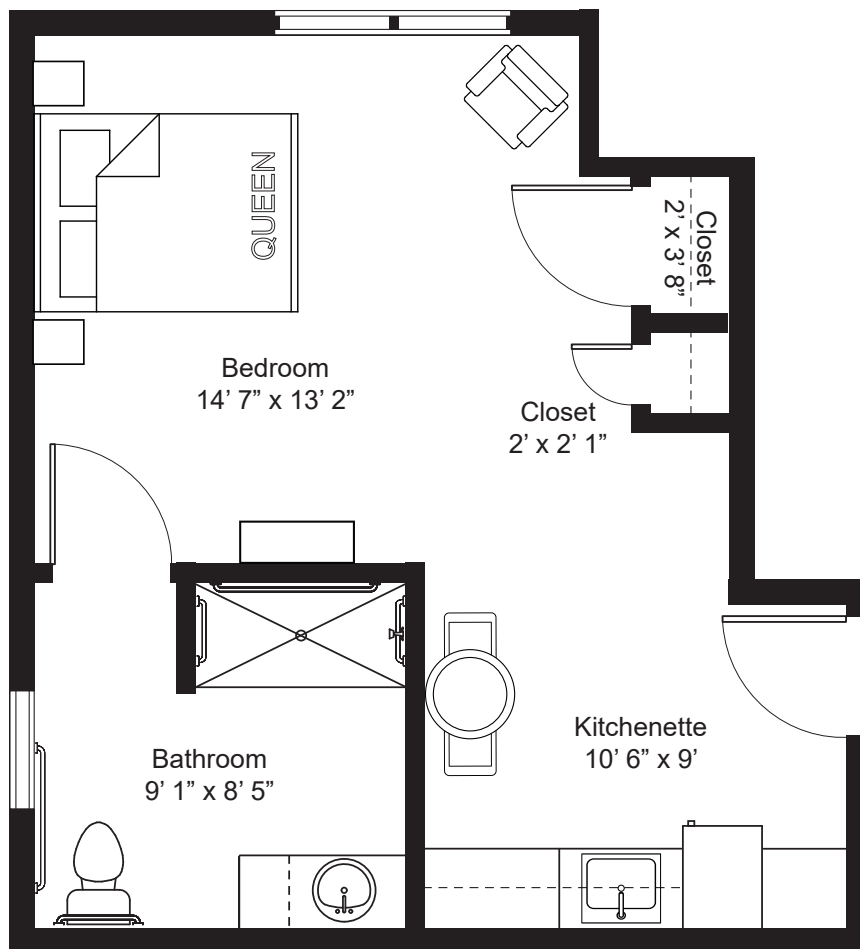 QUEEN
Closet
2’ x 3’ 8”
Bedroom
14’ 7” x 13’ 2”
Closet
2’ x 2’ 1”
Kitchenette
10’ 6” x 9’
Bathroom
9’ 1” x 8’ 5”